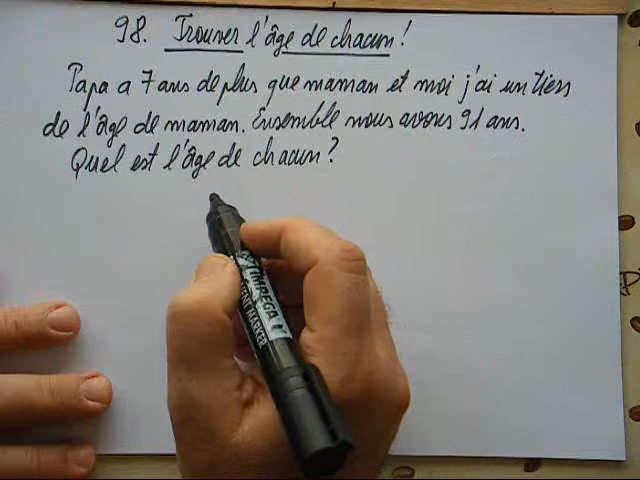 98. Trouver l'âge de chacun!
Papa a 7 ans de plus que maman et moi j'ai un tiers
de l'âge de maman. Ensemble nous avons 91 ans.
Quel est l'âge de chacun?
MARKER